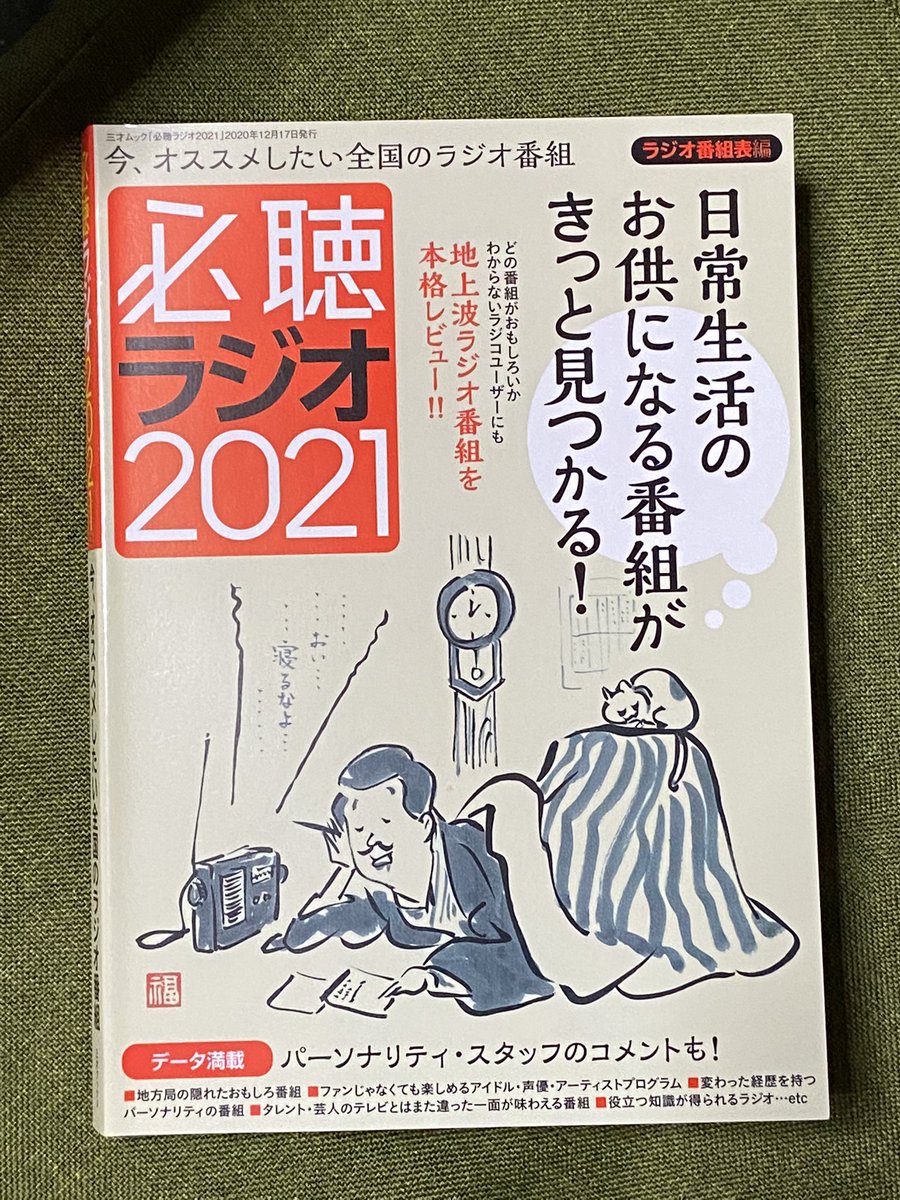 三才ムック「必聴ラジオ2021」2020年12月17日発行
今、オススメしたい全国のラジオ番組
ラジオ番組表編
必聴
ラジオ
2021
日常生活の
お供になる番組が
きっと見つかる！
どの番組がおもしろいか
わからないラジコユーザーにも
地上波ラジオ番組を
本格レビュー!!
……おい…
寝るなよ…
福
データ満載
パーソナリティ・スタッフのコメントも！
■地方局の隠れたおもしろ番組 ■ファンじゃなくても楽しめるアイドル・声優・アーティストプログラム ■変わった経歴を持つ
パーソナリティの番組 ■タレント・芸人のテレビとはまた違った一面が味わえる番組 ■役立つ知識が得られるラジオ…etc